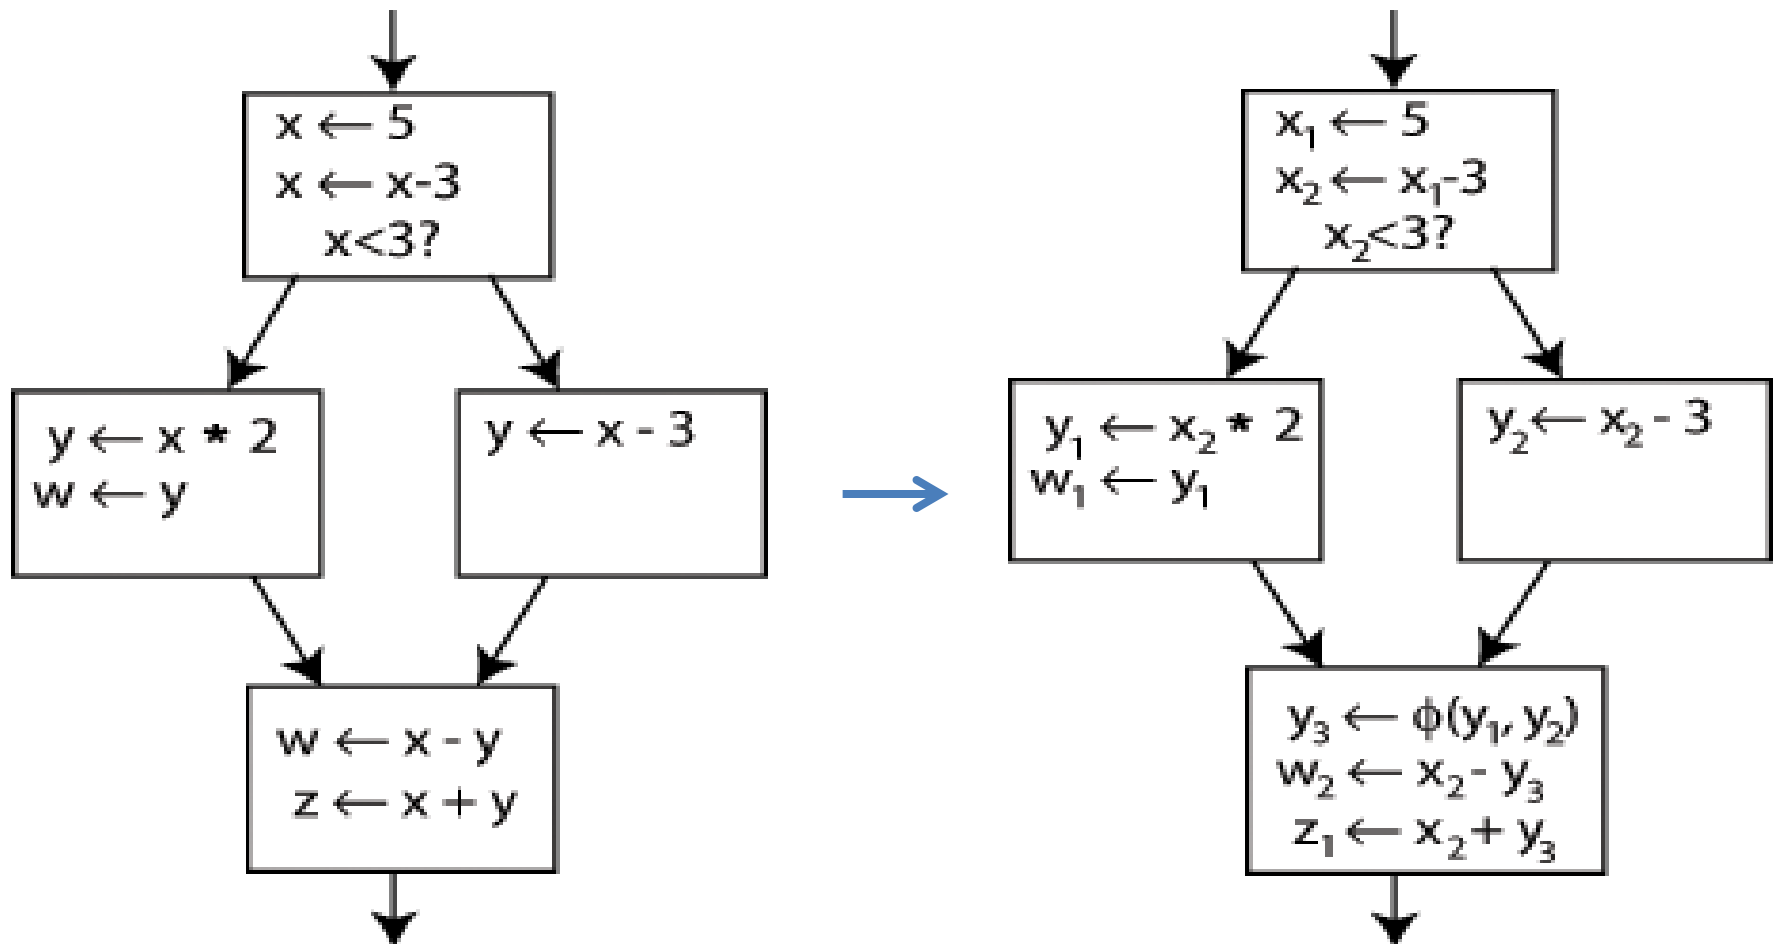 x ← 5
x ← x-3
x<3?
y ← x * 2
w ← y
y ← x - 3
w ← x - y
z ← x + y
x₁ ← 5
x₂ ← x₁-3
x₂<3?
y₁ ← x₂ * 2
w₁ ← y₁
y₂ ← x₂ - 3
y₃ ← ϕ(y₁, y₂)
w₂ ← x₂ - y₃
z₁ ← x₂ + y₃